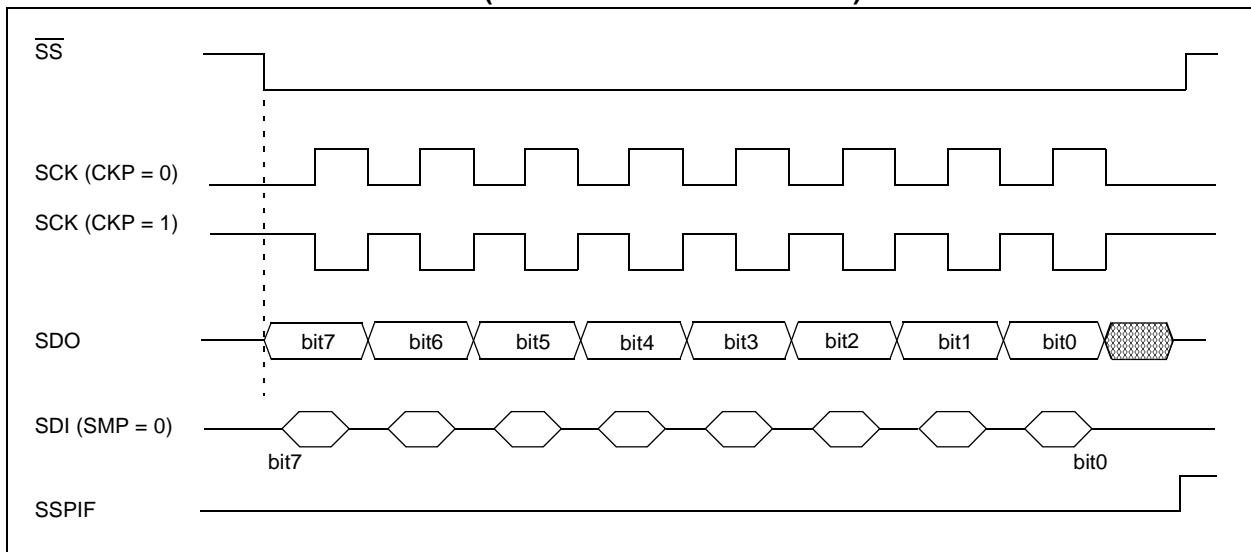 SS
SCK (CKP = 0)
SCK (CKP = 1)
SDO bit7 bit6 bit5 bit4 bit3 bit2 bit1 bit0
SDI (SMP = 0)
bit7 bit0
SSPIF